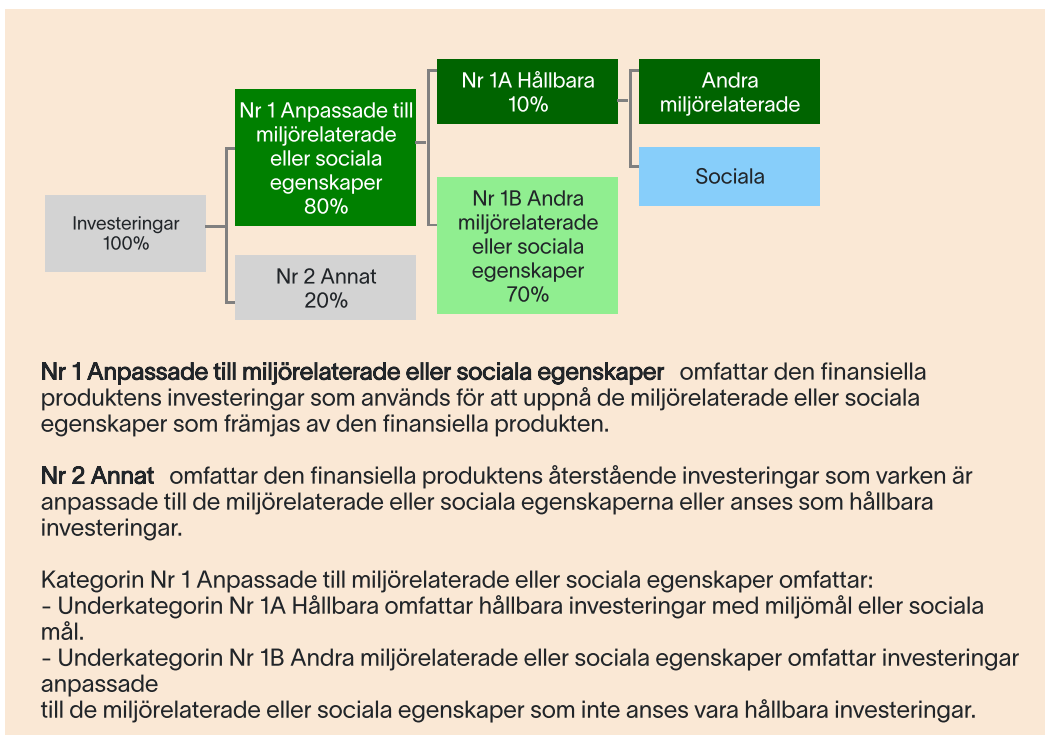 Nr 1A Hållbara
10%
Andra
miljörelaterade
Nr 1 Anpassade till
miljörelaterade
eller sociala
egenskaper
80%
Sociala
Nr 1B Andra
miljörelaterade
eller sociala
egenskaper
70%
Investeringar
100%
Nr 2 Annat
20%
Nr 1 Anpassade till miljörelaterade eller sociala egenskaper omfattar den finansiella
produktens investeringar som används för att uppnå de miljörelaterade eller sociala
egenskaper som främjas av den finansiella produkten.
Nr 2 Annat omfattar den finansiella produktens återstående investeringar som varken är
anpassade till de miljörelaterade eller sociala egenskaperna eller anses som hållbara
investeringar.
Kategorin Nr 1 Anpassade till miljörelaterade eller sociala egenskaper omfattar:
- Underkategorin Nr 1A Hållbara omfattar hållbara investeringar med miljömål eller sociala
mål.
- Underkategorin Nr 1B Andra miljörelaterade eller sociala egenskaper omfattar investeringar
anpassade
till de miljörelaterade eller sociala egenskaper som inte anses vara hållbara investeringar.